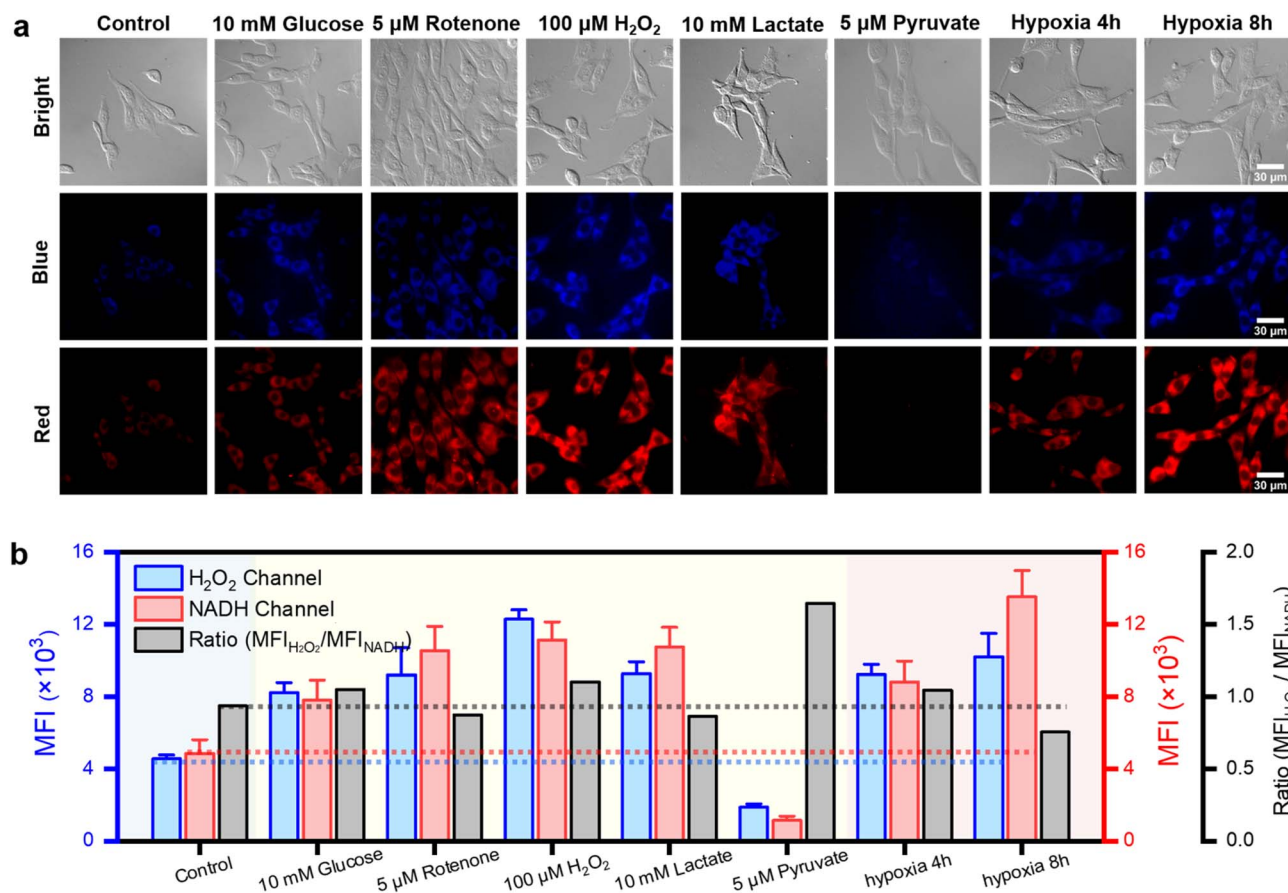 a
Control
10 mM Glucose
5 µM Rotenone
100 µM H₂O₂
10 mM Lactate
5 µM Pyruvate
Hypoxia 4h
Hypoxia 8h
Bright
30 µm
Blue
30 µm
Red
30 µm
b
MFI (×10³)
16
12
8
4
0
H₂O₂ Channel
NADH Channel
Ratio (MFI_H₂O₂/MFI_NADH)
Control
10 mM Glucose
5 µM Rotenone
100 µM H₂O₂
10 mM Lactate
5 µM Pyruvate
hypoxia 4h
hypoxia 8h
16
12
8
4
0
MFI (×10³)
2.0
1.5
1.0
0.5
0.0
Ratio (MFI